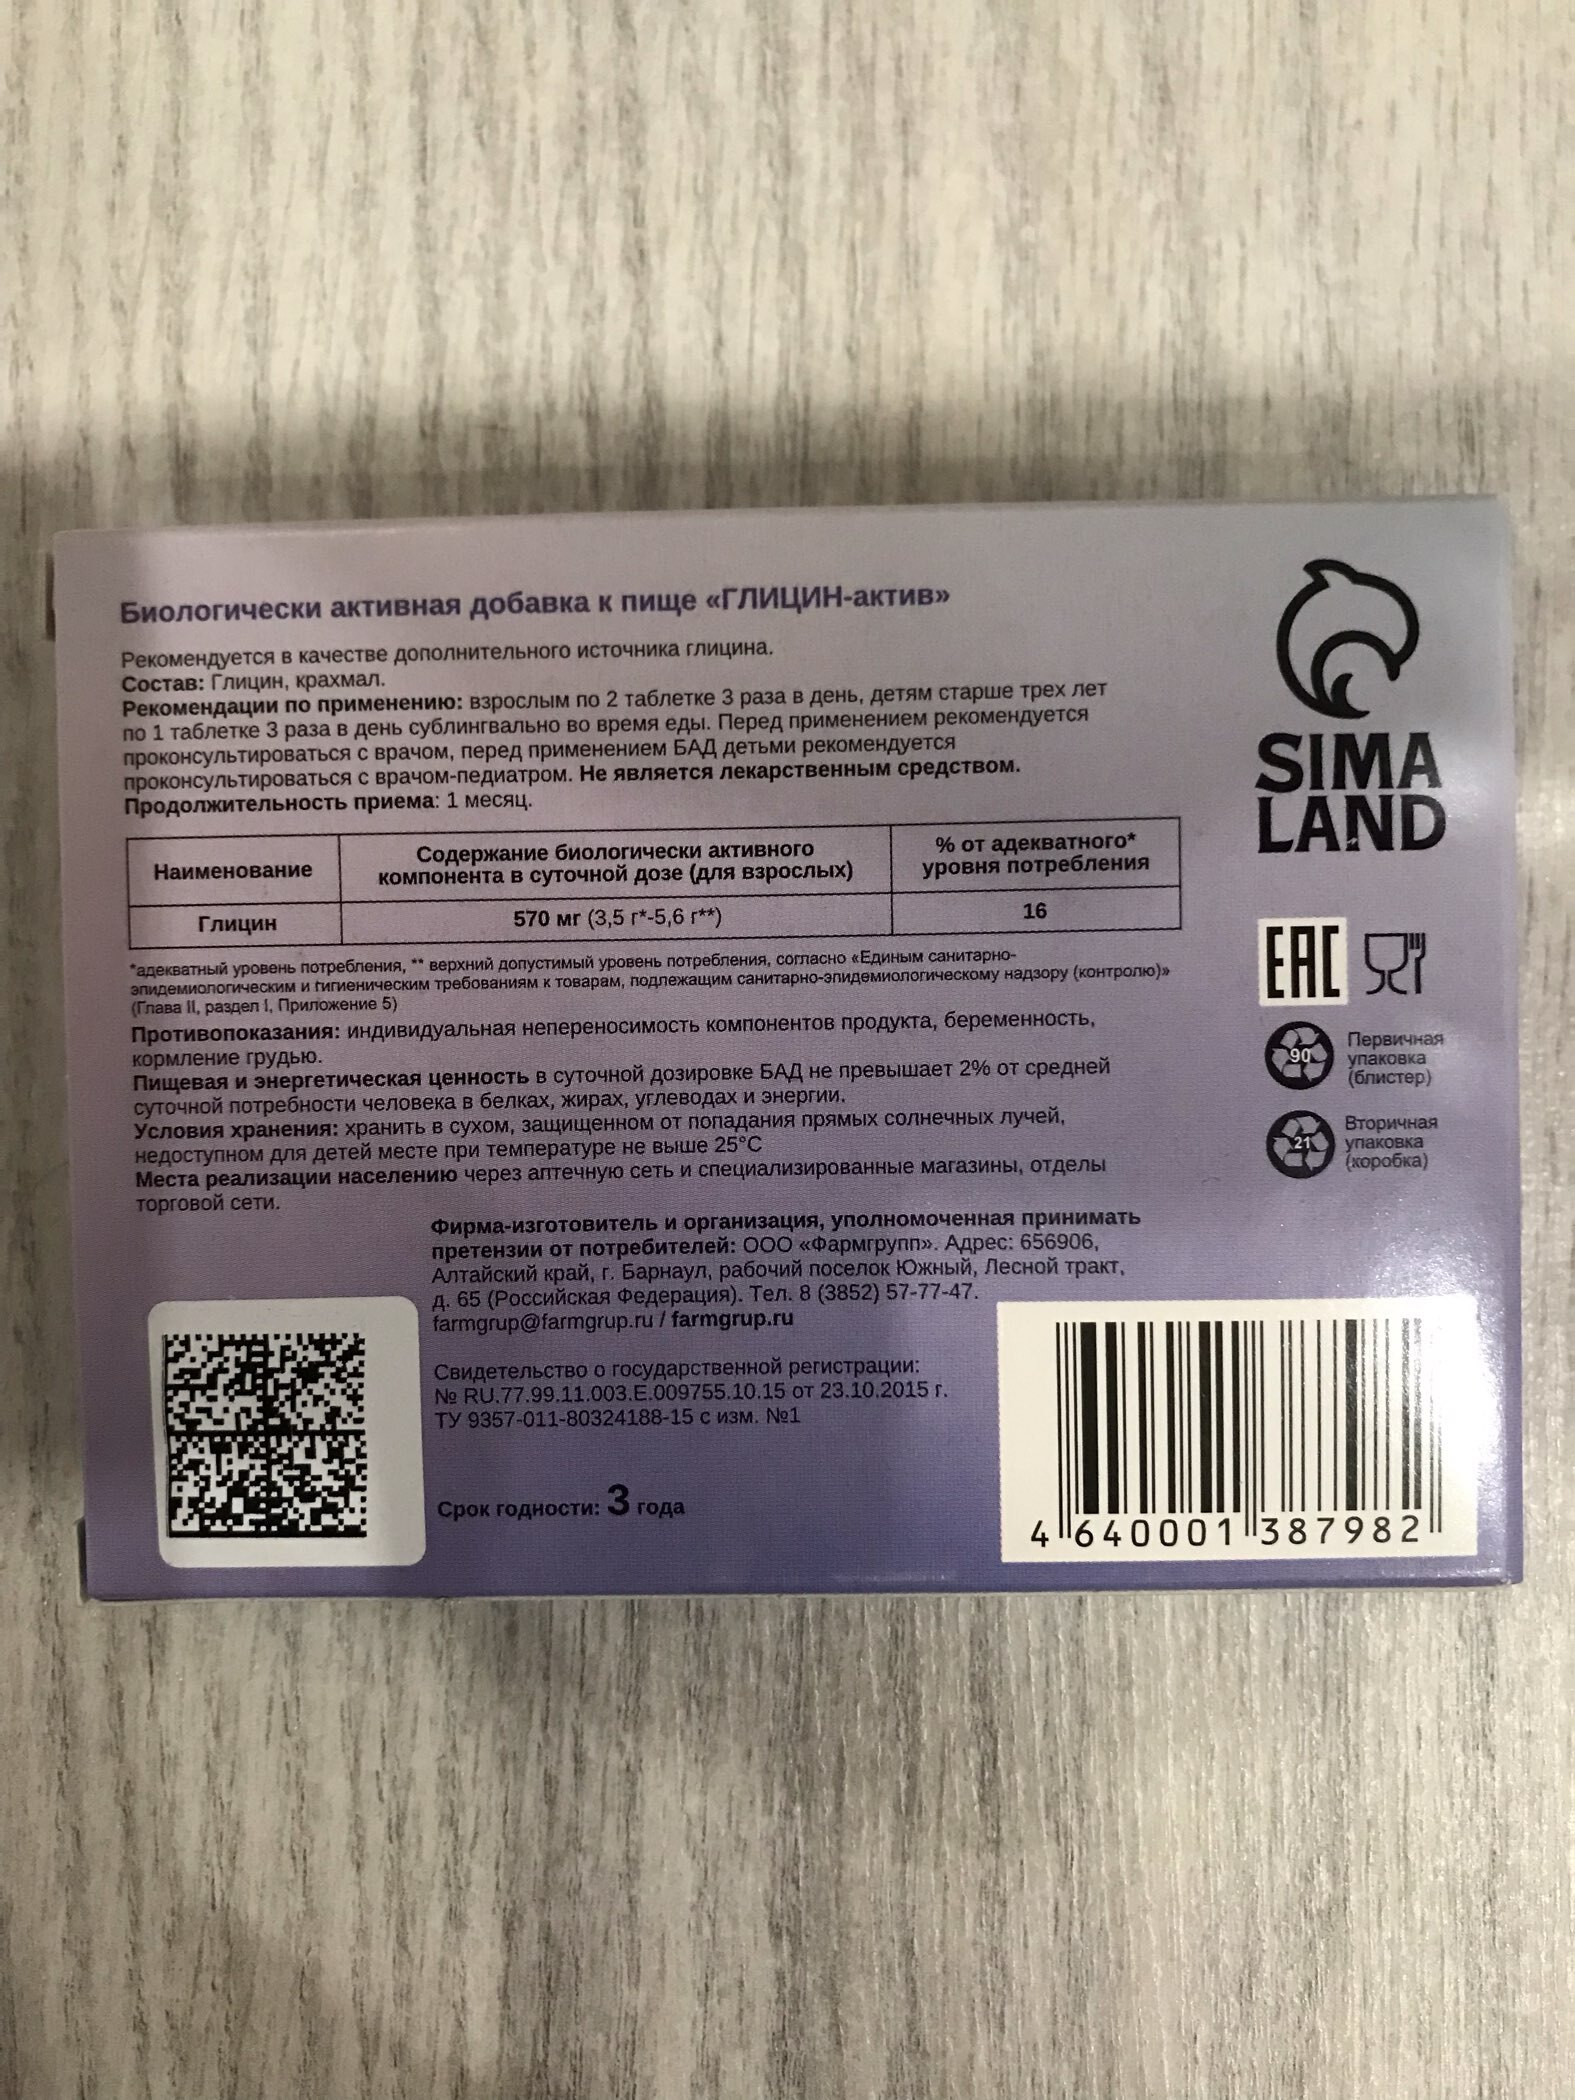 Биологически активная добавка к пище «ГЛИЦИН-актив»
Рекомендуется в качестве дополнительного источника глицина.
Состав: Глицин, крахмал.
Рекомендации по применению: взрослым по 2 таблетке 3 раза в день, детям старше трех лет
по 1 таблетке 3 раза в день сублингвально во время еды. Перед применением рекомендуется
проконсультироваться с врачом, перед применением БАД детьми рекомендуется
проконсультироваться с врачом-педиатром. Не является лекарственным средством.
Продолжительность приема: 1 месяц.
Наименование
Содержание биологически активного
компонента в суточной дозе (для взрослых)
% от адекватного*
уровня потребления
Глицин
570 мг (3,5 г*-5,6 г**)
16
*адекватный уровень потребления, ** верхний допустимый уровень потребления, согласно «Единым санитарно-
эпидемиологическим и гигиеническим требованиям к товарам, подлежащим санитарно-эпидемиологическому надзору (контролю)»
(Глава II, раздел I, Приложение 5)
Противопоказания: индивидуальная непереносимость компонентов продукта, беременность,
кормление грудью.
Пищевая и энергетическая ценность в суточной дозировке БАД не превышает 2% от средней
суточной потребности человека в белках, жирах, углеводах и энергии.
Условия хранения: хранить в сухом, защищенном от попадания прямых солнечных лучей,
недоступном для детей месте при температуре не выше 25°C
Места реализации населению через аптечную сеть и специализированные магазины, отделы
торговой сети.
Фирма-изготовитель и организация, уполномоченная принимать
претензии от потребителей: ООО «Фармгрупп». Адрес: 656906,
Алтайский край, г. Барнаул, рабочий поселок Южный, Лесной тракт,
д. 65 (Российская Федерация). Тел. 8 (3852) 57-77-47.
farmgrup@farmgrup.ru / farmgrup.ru
Свидетельство о государственной регистрации:
№ RU.77.99.11.003.E.009755.10.15 от 23.10.2015 г.
ТУ 9357-011-80324188-15 с изм. №1
Срок годности: 3 года
SIMA
LAND
EAC
90
Первичная
упаковка
(блистер)
21
Вторичная
упаковка
(коробка)
4 640001 387982